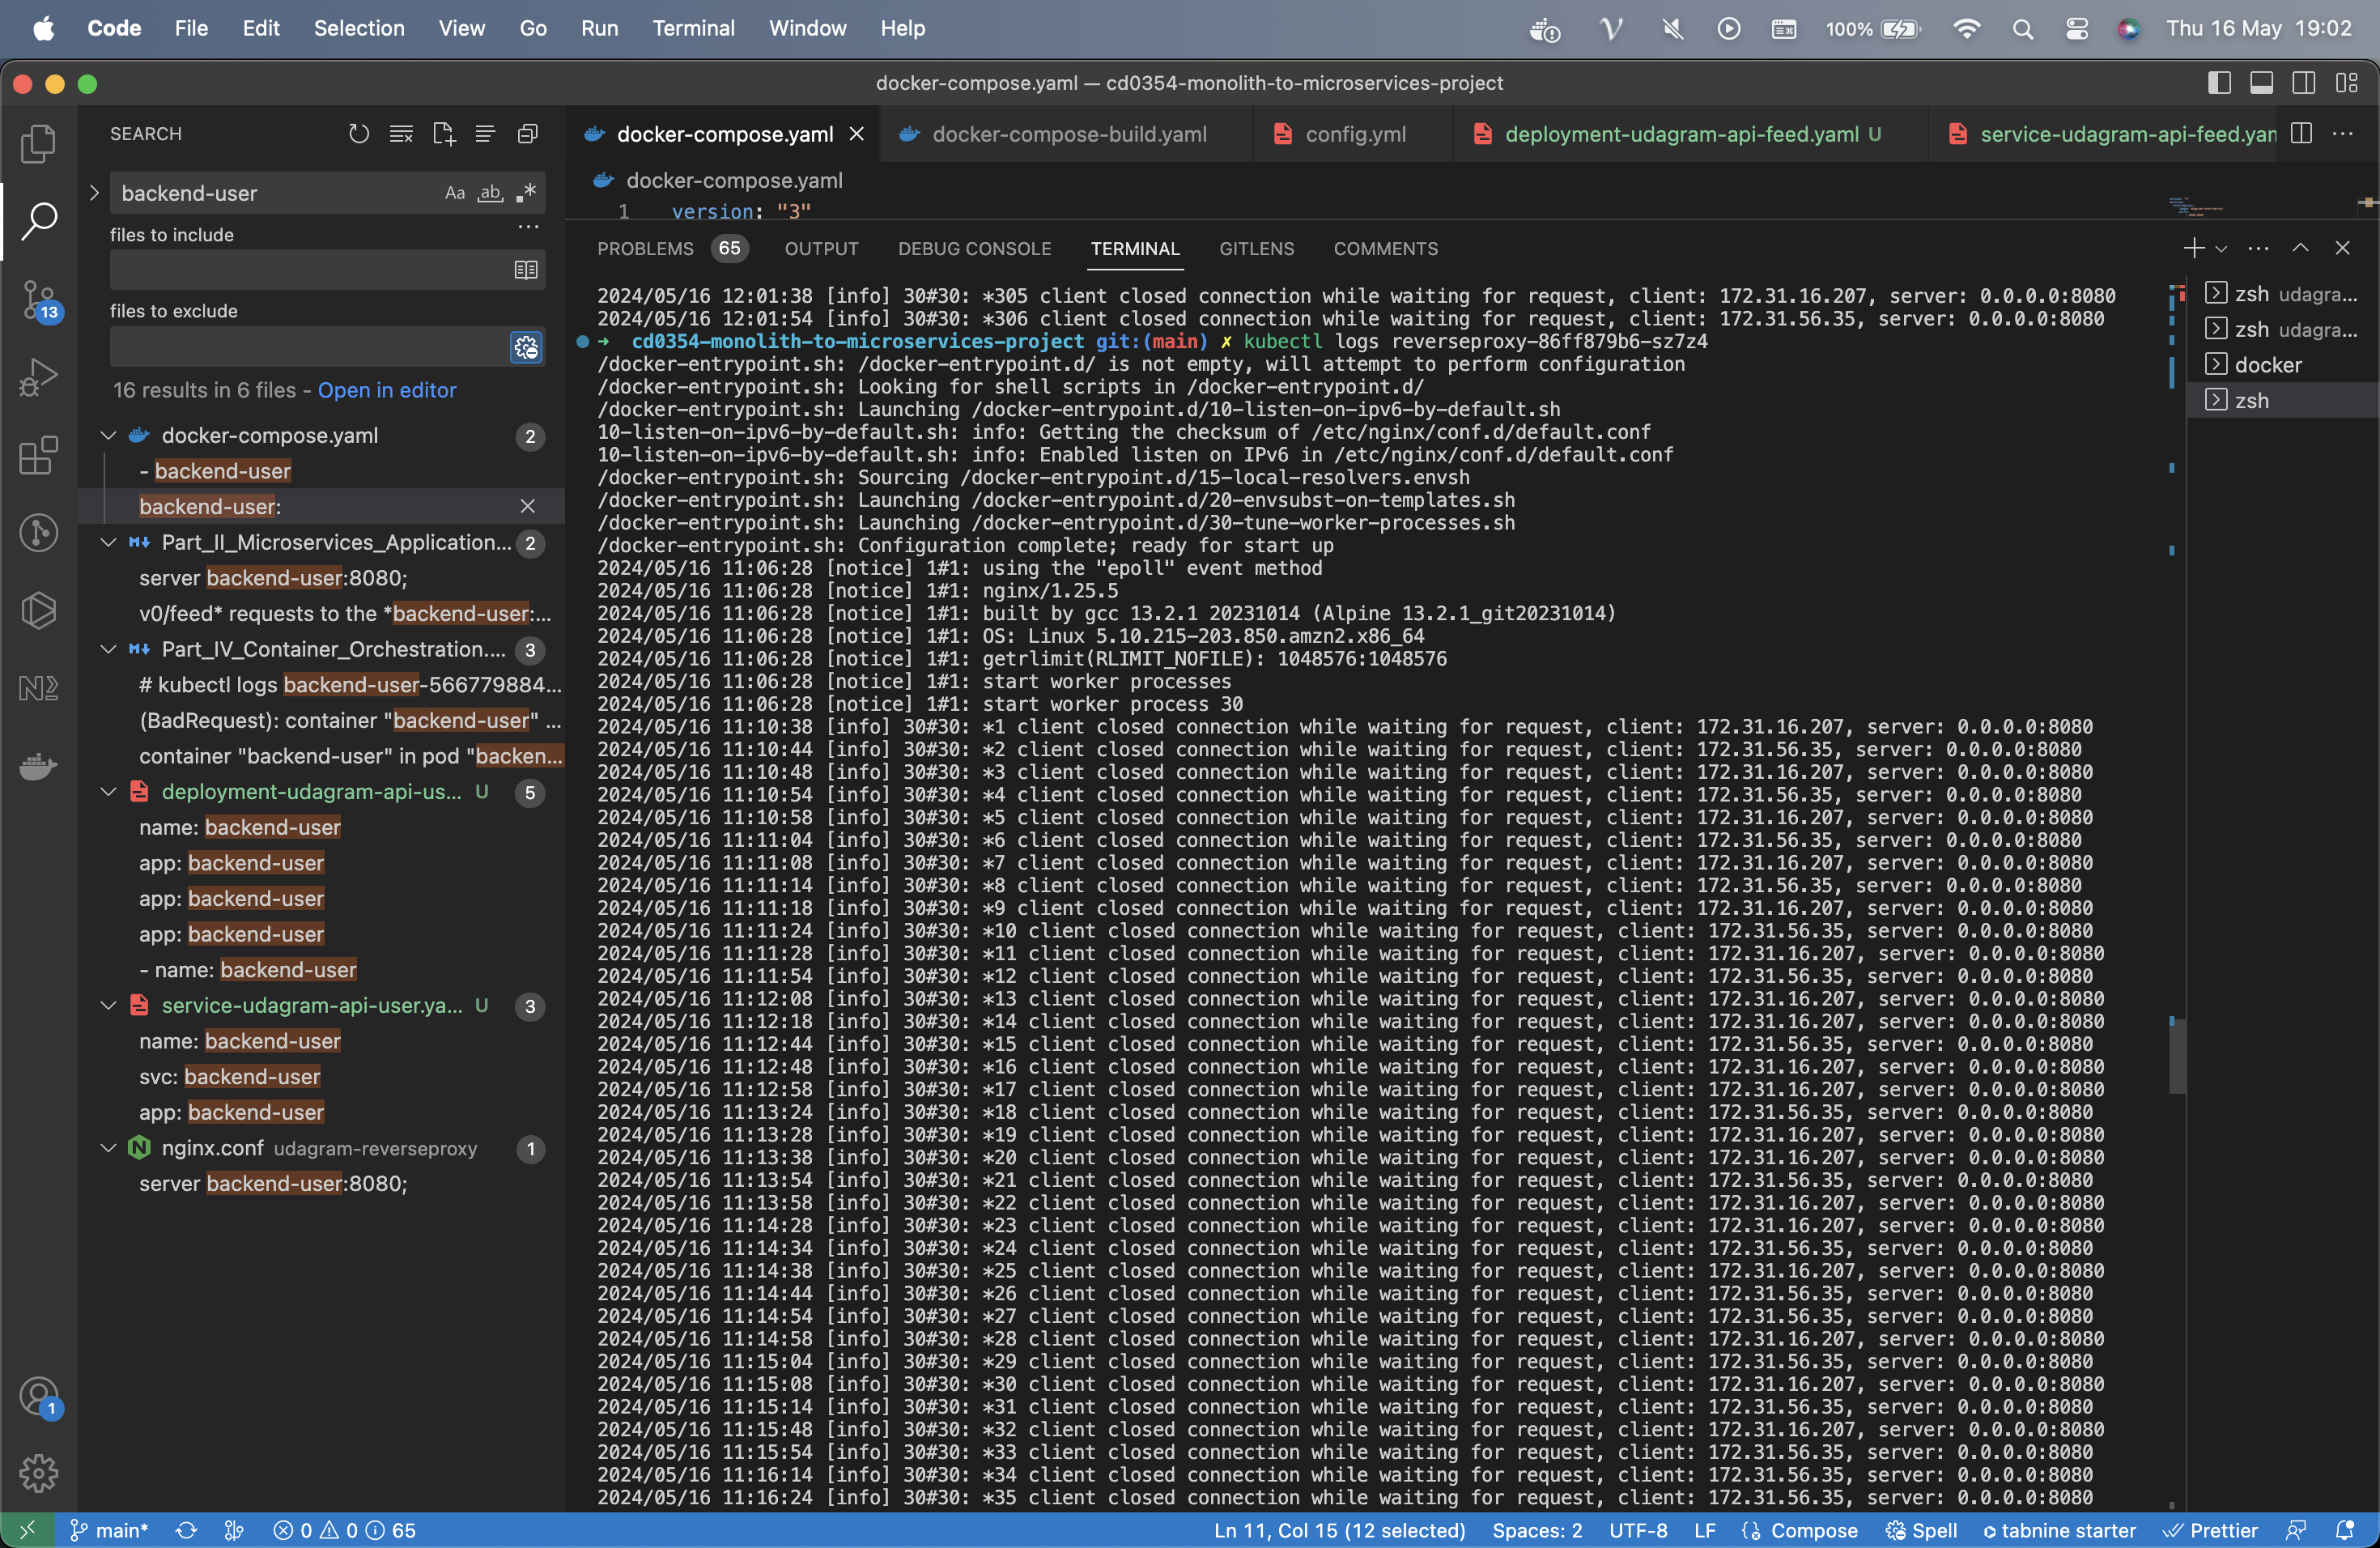 Code File Edit Selection View Go Run Terminal Window Help 100% Thu 16 May 19:02
docker-compose.yaml — cd0354-monolith-to-microservices-project
SEARCH
backend-user Aa ab
files to include
files to exclude
16 results in 6 files - Open in editor
docker-compose.yaml 2
- backend-user
backend-user:
Part_II_Microservices_Application... 2
server backend-user:8080;
v0/feed* requests to the *backend-user:...
Part_IV_Container_Orchestration.... 3
# kubectl logs backend-user-566779884...
(BadRequest): container "backend-user" ...
container "backend-user" in pod "backen...
deployment-udagram-api-us... U 5
name: backend-user
app: backend-user
app: backend-user
app: backend-user
- name: backend-user
service-udagram-api-user.ya... U 3
name: backend-user
svc: backend-user
app: backend-user
nginx.conf udagram-reverseproxy 1
server backend-user:8080;
13
1
docker-compose.yaml docker-compose-build.yaml config.yml deployment-udagram-api-feed.yaml U service-udagram-api-feed.yam
docker-compose.yaml
1 version: "3"
PROBLEMS 65 OUTPUT DEBUG CONSOLE TERMINAL GITLENS COMMENTS
2024/05/16 12:01:38 [info] 30#30: *305 client closed connection while waiting for request, client: 172.31.16.207, server: 0.0.0.0:8080
2024/05/16 12:01:54 [info] 30#30: *306 client closed connection while waiting for request, client: 172.31.56.35, server: 0.0.0.0:8080
➜ cd0354-monolith-to-microservices-project git:(main) ✗ kubectl logs reverseproxy-86ff879b6-sz7z4
/docker-entrypoint.sh: /docker-entrypoint.d/ is not empty, will attempt to perform configuration
/docker-entrypoint.sh: Looking for shell scripts in /docker-entrypoint.d/
/docker-entrypoint.sh: Launching /docker-entrypoint.d/10-listen-on-ipv6-by-default.sh
10-listen-on-ipv6-by-default.sh: info: Getting the checksum of /etc/nginx/conf.d/default.conf
10-listen-on-ipv6-by-default.sh: info: Enabled listen on IPv6 in /etc/nginx/conf.d/default.conf
/docker-entrypoint.sh: Sourcing /docker-entrypoint.d/15-local-resolvers.envsh
/docker-entrypoint.sh: Launching /docker-entrypoint.d/20-envsubst-on-templates.sh
/docker-entrypoint.sh: Launching /docker-entrypoint.d/30-tune-worker-processes.sh
/docker-entrypoint.sh: Configuration complete; ready for start up
2024/05/16 11:06:28 [notice] 1#1: using the "epoll" event method
2024/05/16 11:06:28 [notice] 1#1: nginx/1.25.5
2024/05/16 11:06:28 [notice] 1#1: built by gcc 13.2.1 20231014 (Alpine 13.2.1_git20231014)
2024/05/16 11:06:28 [notice] 1#1: OS: Linux 5.10.215-203.850.amzn2.x86_64
2024/05/16 11:06:28 [notice] 1#1: getrlimit(RLIMIT_NOFILE): 1048576:1048576
2024/05/16 11:06:28 [notice] 1#1: start worker processes
2024/05/16 11:06:28 [notice] 1#1: start worker process 30
2024/05/16 11:10:38 [info] 30#30: *1 client closed connection while waiting for request, client: 172.31.16.207, server: 0.0.0.0:8080
2024/05/16 11:10:44 [info] 30#30: *2 client closed connection while waiting for request, client: 172.31.56.35, server: 0.0.0.0:8080
2024/05/16 11:10:48 [info] 30#30: *3 client closed connection while waiting for request, client: 172.31.16.207, server: 0.0.0.0:8080
2024/05/16 11:10:54 [info] 30#30: *4 client closed connection while waiting for request, client: 172.31.56.35, server: 0.0.0.0:8080
2024/05/16 11:10:58 [info] 30#30: *5 client closed connection while waiting for request, client: 172.31.16.207, server: 0.0.0.0:8080
2024/05/16 11:11:04 [info] 30#30: *6 client closed connection while waiting for request, client: 172.31.56.35, server: 0.0.0.0:8080
2024/05/16 11:11:08 [info] 30#30: *7 client closed connection while waiting for request, client: 172.31.16.207, server: 0.0.0.0:8080
2024/05/16 11:11:14 [info] 30#30: *8 client closed connection while waiting for request, client: 172.31.56.35, server: 0.0.0.0:8080
2024/05/16 11:11:18 [info] 30#30: *9 client closed connection while waiting for request, client: 172.31.16.207, server: 0.0.0.0:8080
2024/05/16 11:11:24 [info] 30#30: *10 client closed connection while waiting for request, client: 172.31.56.35, server: 0.0.0.0:8080
2024/05/16 11:11:28 [info] 30#30: *11 client closed connection while waiting for request, client: 172.31.16.207, server: 0.0.0.0:8080
2024/05/16 11:11:54 [info] 30#30: *12 client closed connection while waiting for request, client: 172.31.56.35, server: 0.0.0.0:8080
2024/05/16 11:12:08 [info] 30#30: *13 client closed connection while waiting for request, client: 172.31.16.207, server: 0.0.0.0:8080
2024/05/16 11:12:18 [info] 30#30: *14 client closed connection while waiting for request, client: 172.31.16.207, server: 0.0.0.0:8080
2024/05/16 11:12:44 [info] 30#30: *15 client closed connection while waiting for request, client: 172.31.56.35, server: 0.0.0.0:8080
2024/05/16 11:12:48 [info] 30#30: *16 client closed connection while waiting for request, client: 172.31.16.207, server: 0.0.0.0:8080
2024/05/16 11:12:58 [info] 30#30: *17 client closed connection while waiting for request, client: 172.31.16.207, server: 0.0.0.0:8080
2024/05/16 11:13:24 [info] 30#30: *18 client closed connection while waiting for request, client: 172.31.56.35, server: 0.0.0.0:8080
2024/05/16 11:13:28 [info] 30#30: *19 client closed connection while waiting for request, client: 172.31.16.207, server: 0.0.0.0:8080
2024/05/16 11:13:38 [info] 30#30: *20 client closed connection while waiting for request, client: 172.31.16.207, server: 0.0.0.0:8080
2024/05/16 11:13:54 [info] 30#30: *21 client closed connection while waiting for request, client: 172.31.56.35, server: 0.0.0.0:8080
2024/05/16 11:13:58 [info] 30#30: *22 client closed connection while waiting for request, client: 172.31.16.207, server: 0.0.0.0:8080
2024/05/16 11:14:28 [info] 30#30: *23 client closed connection while waiting for request, client: 172.31.16.207, server: 0.0.0.0:8080
2024/05/16 11:14:34 [info] 30#30: *24 client closed connection while waiting for request, client: 172.31.56.35, server: 0.0.0.0:8080
2024/05/16 11:14:38 [info] 30#30: *25 client closed connection while waiting for request, client: 172.31.16.207, server: 0.0.0.0:8080
2024/05/16 11:14:44 [info] 30#30: *26 client closed connection while waiting for request, client: 172.31.56.35, server: 0.0.0.0:8080
2024/05/16 11:14:54 [info] 30#30: *27 client closed connection while waiting for request, client: 172.31.56.35, server: 0.0.0.0:8080
2024/05/16 11:14:58 [info] 30#30: *28 client closed connection while waiting for request, client: 172.31.16.207, server: 0.0.0.0:8080
2024/05/16 11:15:04 [info] 30#30: *29 client closed connection while waiting for request, client: 172.31.56.35, server: 0.0.0.0:8080
2024/05/16 11:15:08 [info] 30#30: *30 client closed connection while waiting for request, client: 172.31.16.207, server: 0.0.0.0:8080
2024/05/16 11:15:14 [info] 30#30: *31 client closed connection while waiting for request, client: 172.31.56.35, server: 0.0.0.0:8080
2024/05/16 11:15:48 [info] 30#30: *32 client closed connection while waiting for request, client: 172.31.16.207, server: 0.0.0.0:8080
2024/05/16 11:15:54 [info] 30#30: *33 client closed connection while waiting for request, client: 172.31.56.35, server: 0.0.0.0:8080
2024/05/16 11:16:14 [info] 30#30: *34 client closed connection while waiting for request, client: 172.31.56.35, server: 0.0.0.0:8080
2024/05/16 11:16:24 [info] 30#30: *35 client closed connection while waiting for request, client: 172.31.56.35, server: 0.0.0.0:8080
zsh udagra...
zsh udagra...
docker
zsh
main* 0 0 65 Ln 11, Col 15 (12 selected) Spaces: 2 UTF-8 LF Compose Spell tabnine starter Prettier